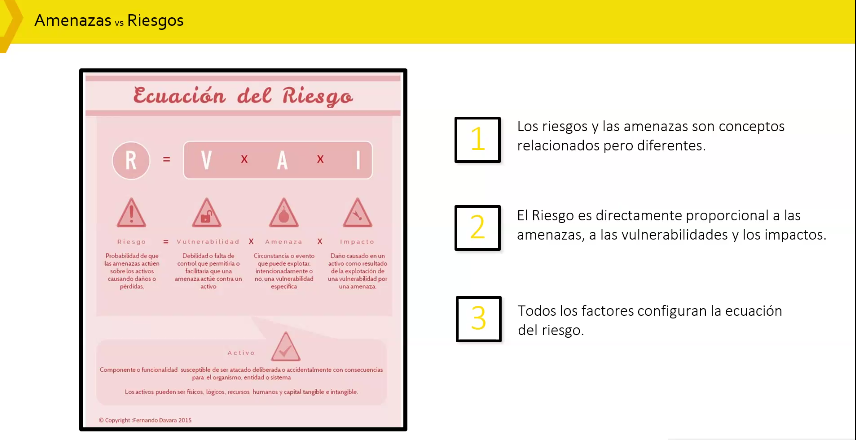 Amenazas vs Riesgos
Ecuación del Riesgo
R = V x A x I
Riesgo = Vulnerabilidad X Amenaza X Impacto
Probabilidad de que
las amenazas actúen
sobre los activos
causando daños o
pérdidas.
Debilidad o falta de
control que permitiría o
facilitaría que una
amenaza actúe contra un
activo
Circunstancia o evento
que puede explotar,
intencionadamente o
no, una vulnerabilidad
específica
Daño causado en un
activo como resultado
de la explotación de
una vulnerabilidad por
una amenaza.
Activo
Componente o funcionalidad susceptible de ser atacado deliberada o accidentalmente con consecuencias
para el organismo, entidad o sistema
Los activos pueden ser físicos, lógicos, recursos humanos y capital tangible e intangible.
© Copyright :Fernando Davara 2015
1
Los riesgos y las amenazas son conceptos
relacionados pero diferentes.
2
El Riesgo es directamente proporcional a las
amenazas, a las vulnerabilidades y los impactos.
3
Todos los factores configuran la ecuación
del riesgo.